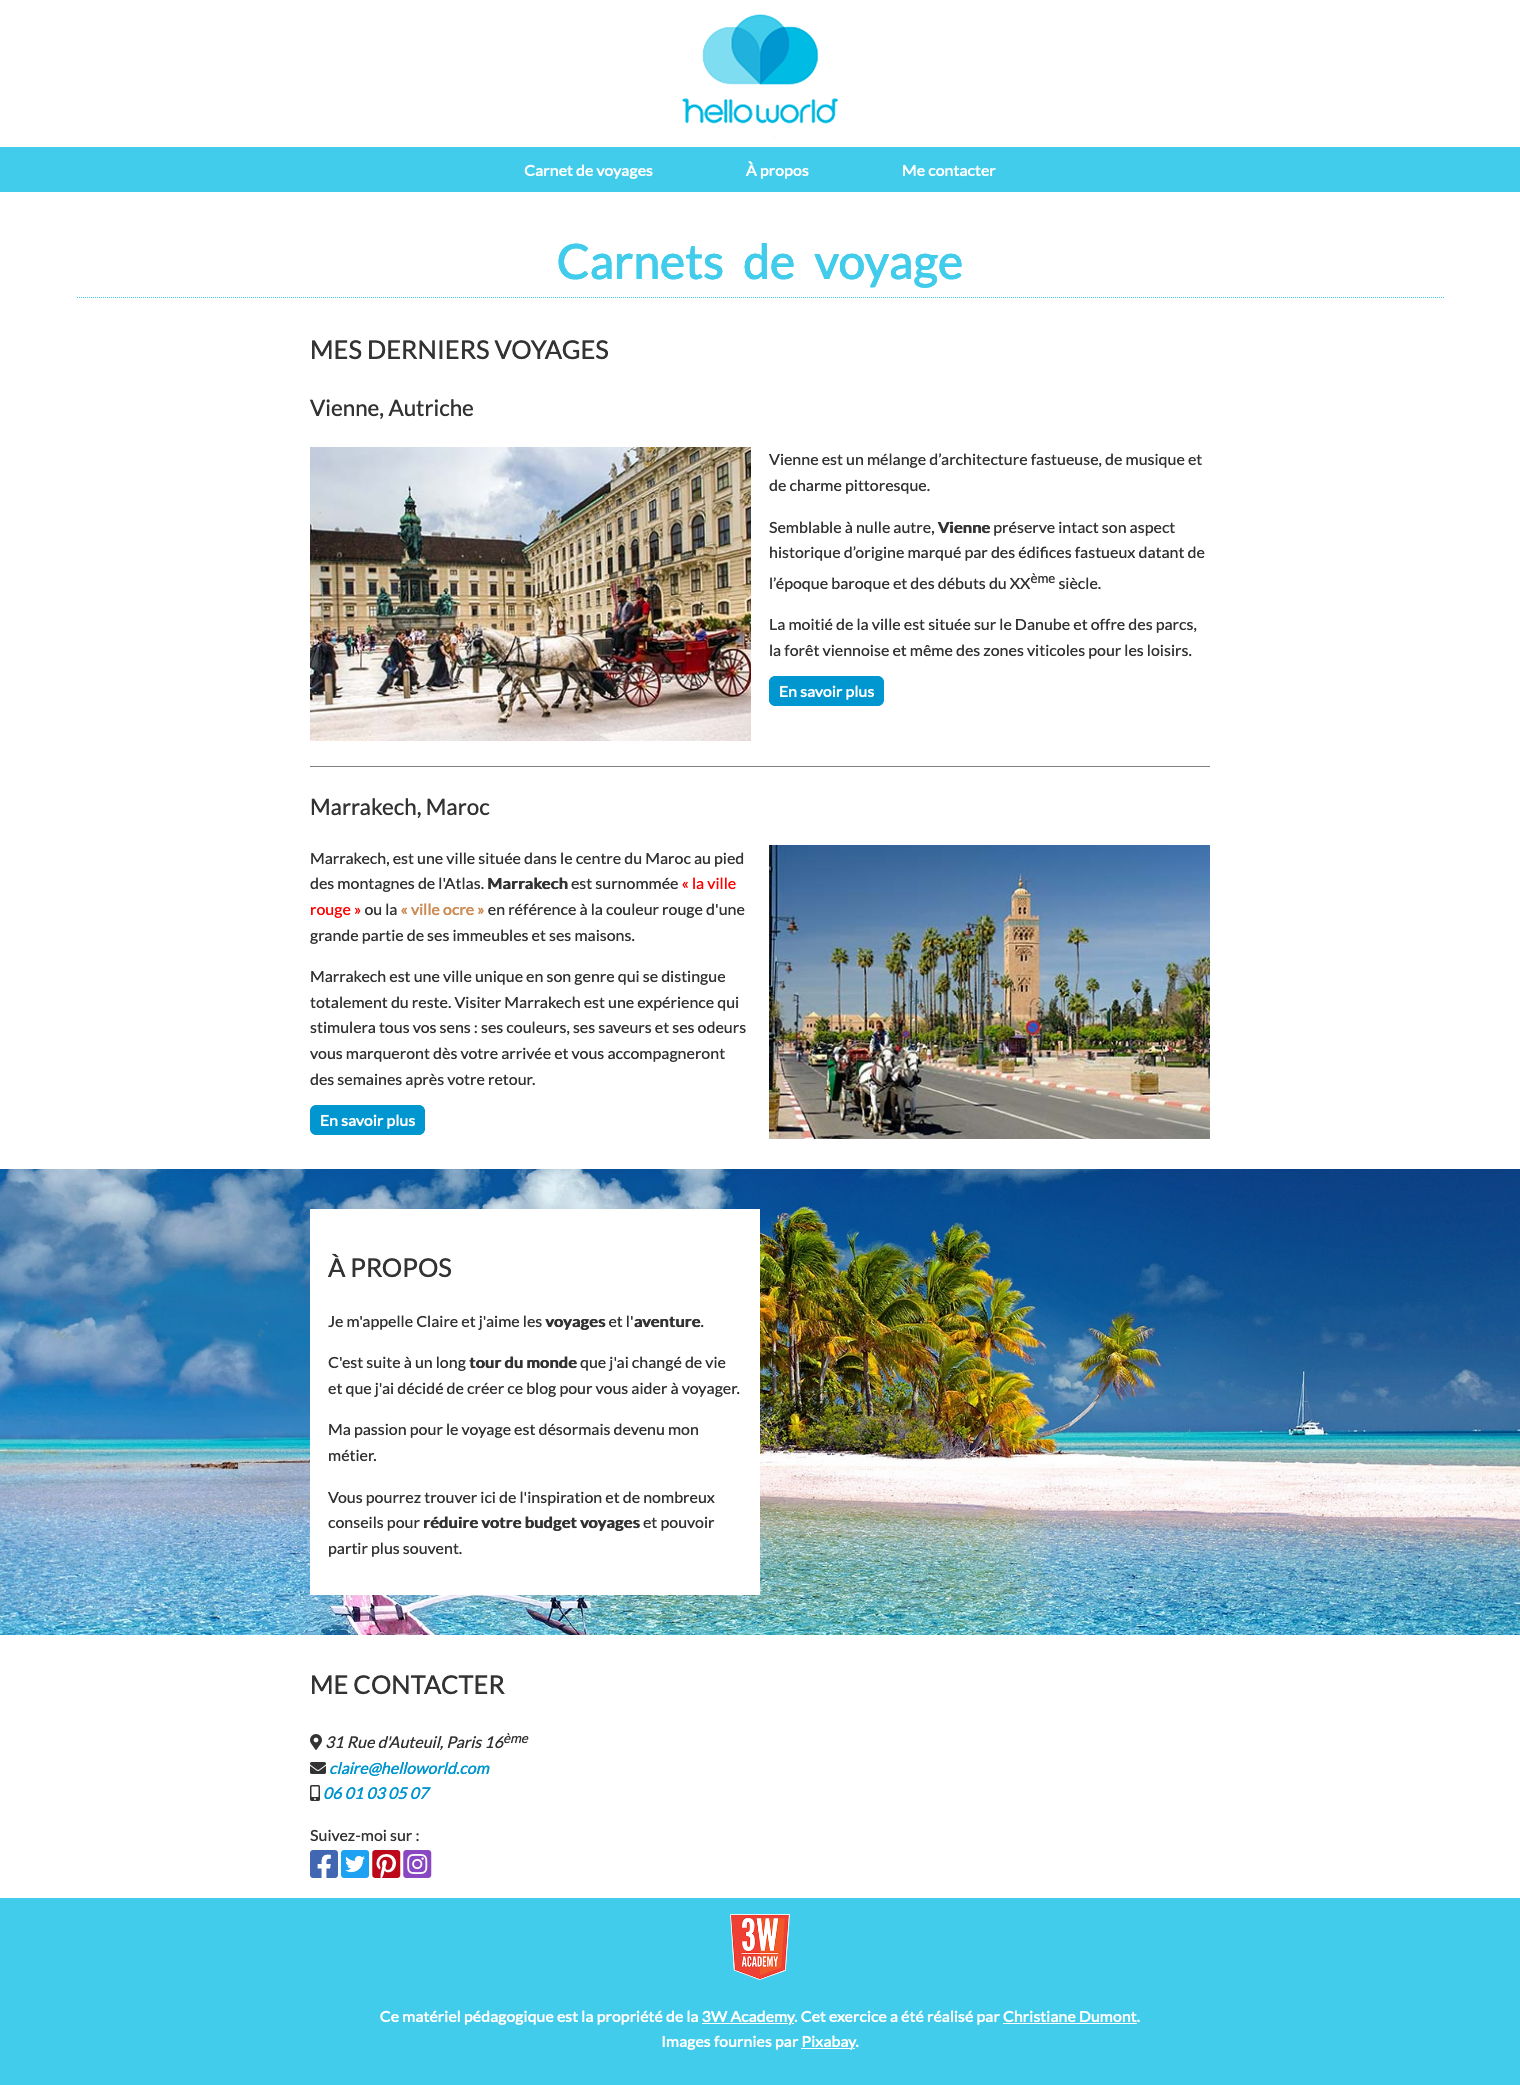 helloworld
Carnet de voyages
À propos
Me contacter
Carnets de voyage
MES DERNIERS VOYAGES
Vienne, Autriche
Vienne est un mélange d’architecture fastueuse, de musique et
de charme pittoresque.
Semblable à nulle autre, Vienne préserve intact son aspect
historique d’origine marqué par des édifices fastueux datant de
l’époque baroque et des débuts du XXème siècle.
La moitié de la ville est située sur le Danube et offre des parcs,
la forêt viennoise et même des zones viticoles pour les loisirs.
En savoir plus
Marrakech, Maroc
Marrakech, est une ville située dans le centre du Maroc au pied
des montagnes de l'Atlas. Marrakech est surnommée « la ville
rouge » ou la « ville ocre » en référence à la couleur rouge d'une
grande partie de ses immeubles et ses maisons.
Marrakech est une ville unique en son genre qui se distingue
totalement du reste. Visiter Marrakech est une expérience qui
stimulera tous vos sens : ses couleurs, ses saveurs et ses odeurs
vous marqueront dès votre arrivée et vous accompagneront
des semaines après votre retour.
En savoir plus
À PROPOS
Je m'appelle Claire et j'aime les voyages et l'aventure.
C'est suite à un long tour du monde que j'ai changé de vie
et que j'ai décidé de créer ce blog pour vous aider à voyager.
Ma passion pour le voyage est désormais devenu mon
métier.
Vous pourrez trouver ici de l'inspiration et de nombreux
conseils pour réduire votre budget voyages et pouvoir
partir plus souvent.
ME CONTACTER
31 Rue d'Auteuil, Paris 16ème
claire@helloworld.com
06 01 03 05 07
Suivez-moi sur :
3W
ACADEMY
Ce matériel pédagogique est la propriété de la 3W Academy. Cet exercice a été réalisé par Christiane Dumont.
Images fournies par Pixabay.